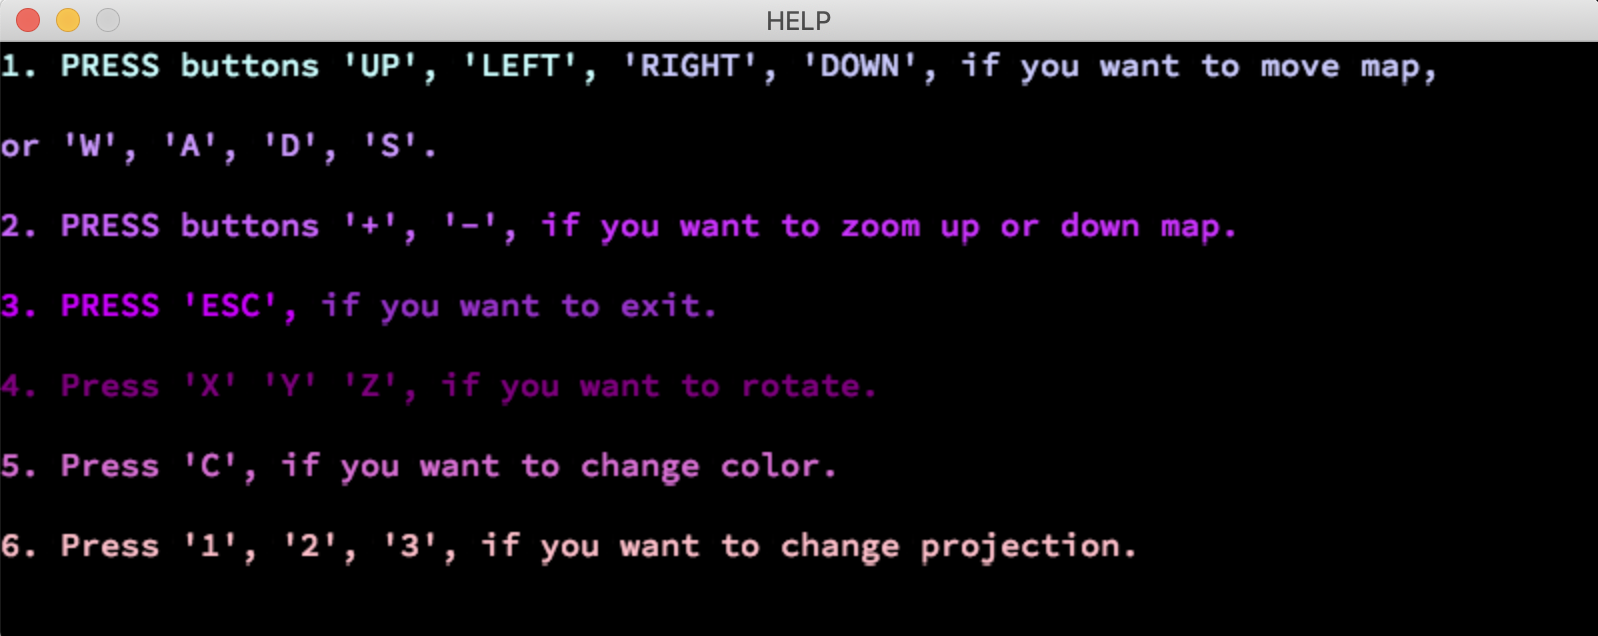 HELP
1. PRESS buttons 'UP', 'LEFT', 'RIGHT', 'DOWN', if you want to move map,
or 'W', 'A', 'D', 'S'.
2. PRESS buttons '+', '-', if you want to zoom up or down map.
3. PRESS 'ESC', if you want to exit.
4. Press 'X' 'Y' 'Z', if you want to rotate.
5. Press 'C', if you want to change color.
6. Press '1', '2', '3', if you want to change projection.